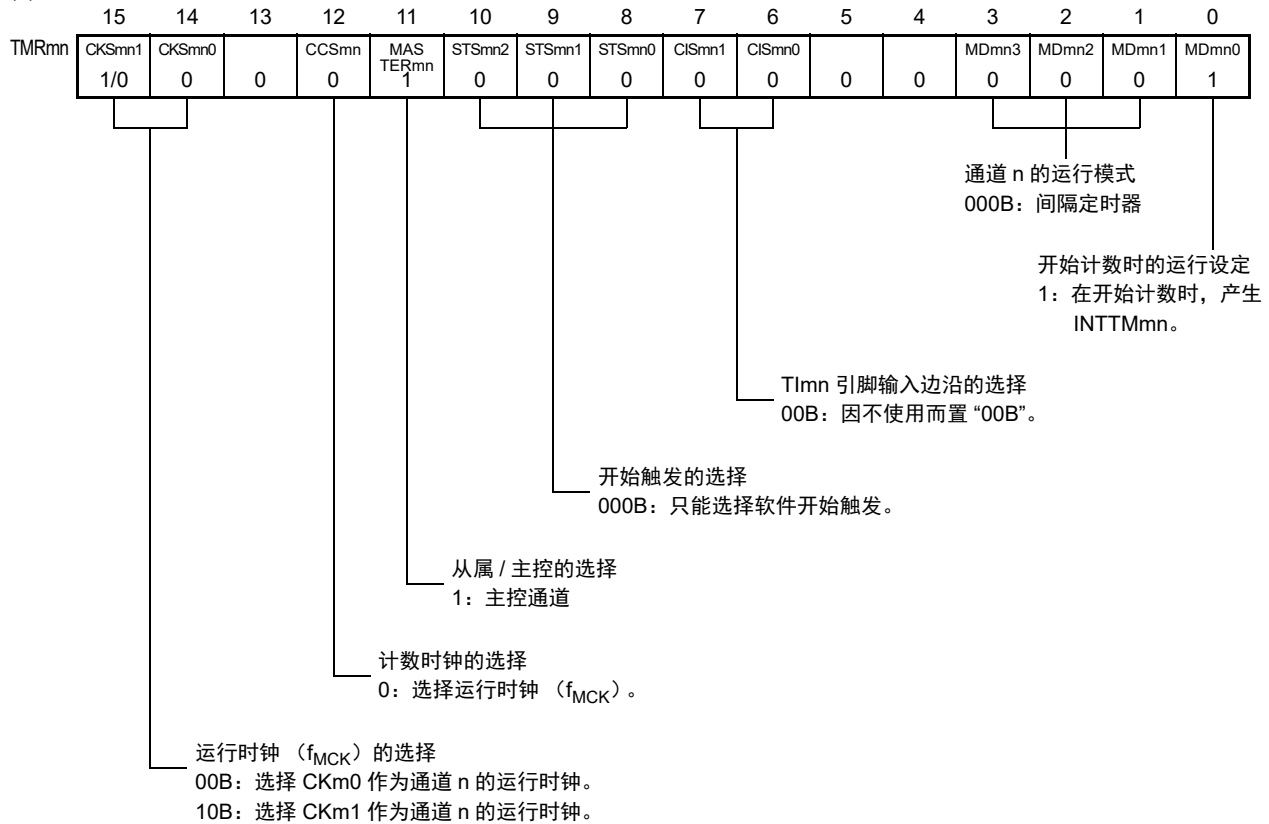 15 14 13 12 11 10 9 8 7 6 5 4 3 2 1 0
TMRmn CKSmn1 CKSmn0 CCSmn MAS TERmn STSmn2 STSmn1 STSmn0 CISmn1 CISmn0 MDmn3 MDmn2 MDmn1 MDmn0
1/0 0 0 0 1 0 0 0 0 0 0 0 0 0 0 1
通道 n 的运行模式
000B：间隔定时器
开始计数时的运行设定
1：在开始计数时，产生
INTTMmn。
TImn 引脚输入边沿的选择
00B：因不使用而置 “00B”。
开始触发的选择
000B：只能选择软件开始触发。
从属 / 主控的选择
1：主控通道
计数时钟的选择
0：选择运行时钟 （fMCK）。
运行时钟 （fMCK）的选择
00B：选择 CKm0 作为通道 n 的运行时钟。
10B：选择 CKm1 作为通道 n 的运行时钟。